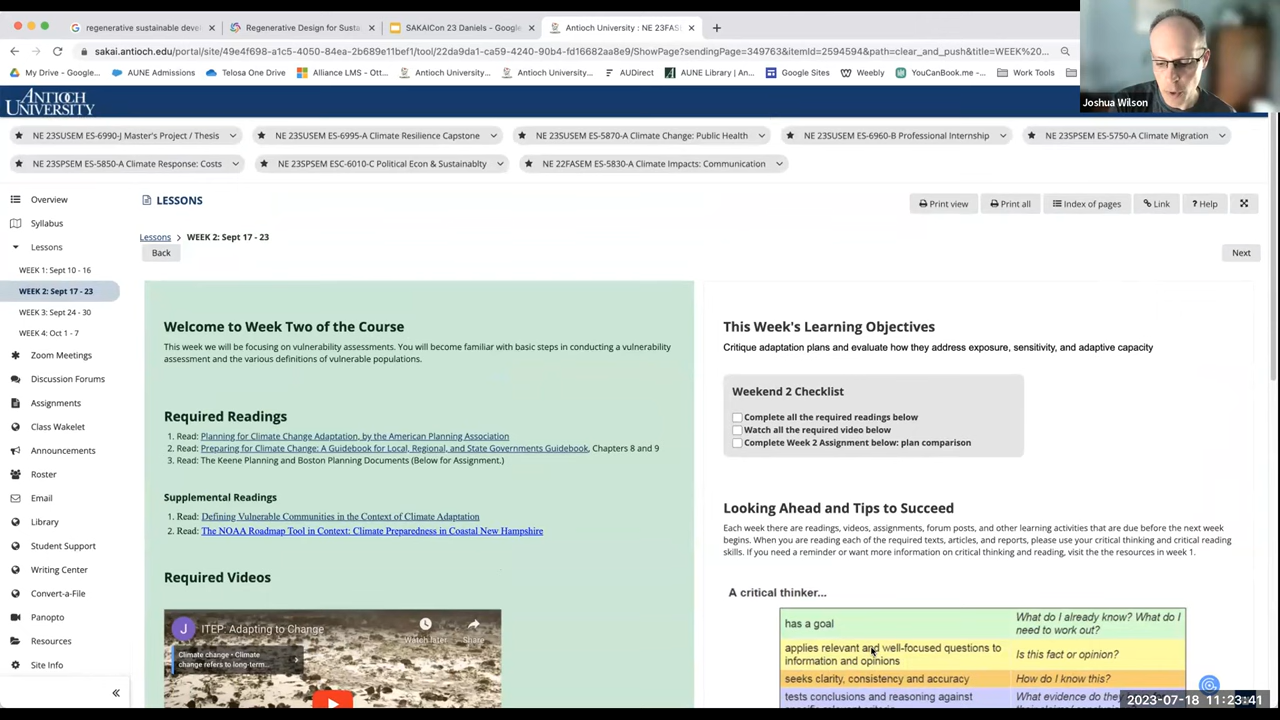 regenerative sustainable deve
Regenerative Design for Susta
SAKAICon 23 Daniels - Google
Antioch University : NE 23FAS
sakai.antioch.edu/portal/site/49e4f698-a1c5-4050-84ea-2b689e11bef1/tool/22da9da1-ca59-4240-90b4-fd16682aa8e9/ShowPage?sendingPage=349763&itemId=2594594&path=clear_and_push&title=WEEK%20...
My Drive - Google...
AUNE Admissions
Telosa One Drive
Alliance LMS - Ott...
Antioch University...
Antioch University...
AUDirect
AUNE Library | An...
Google Sites
Weebly
YouCanBook.me -...
Work Tools
Joshua Wilson
ANTIOCH
UNIVERSITY
NE 23SUSEM ES-6990-J Master's Project / Thesis
NE 23SUSEM ES-6995-A Climate Resilience Capstone
NE 23SUSEM ES-5870-A Climate Change: Public Health
NE 23SUSEM ES-6960-B Professional Internship
NE 23SPSEM ES-5750-A Climate Migration
NE 23SPSEM ES-5850-A Climate Response: Costs
NE 23SPSEM ESC-6010-C Political Econ & Sustainablty
NE 22FASEM ES-5830-A Climate Impacts: Communication
Overview
Syllabus
Lessons
WEEK 1: Sept 10 - 16
WEEK 2: Sept 17 - 23
WEEK 3: Sept 24 - 30
WEEK 4: Oct 1 - 7
Zoom Meetings
Discussion Forums
Assignments
Class Wakelet
Announcements
Roster
Email
Library
Student Support
Writing Center
Convert-a-File
Panopto
Resources
Site Info
LESSONS
Print view
Print all
Index of pages
Link
? Help
Lessons > WEEK 2: Sept 17 - 23
Back
Next
Welcome to Week Two of the Course
This week we will be focusing on vulnerability assessments. You will become familiar with basic steps in conducting a vulnerability
assessment and the various definitions of vulnerable populations.
Required Readings
1. Read: Planning for Climate Change Adaptation, by the American Planning Association
2. Read: Preparing for Climate Change: A Guidebook for Local, Regional, and State Governments Guidebook, Chapters 8 and 9
3. Read: The Keene Planning and Boston Planning Documents (Below for Assignment.)
Supplemental Readings
1. Read: Defining Vulnerable Communities in the Context of Climate Adaptation
2. Read: The NOAA Roadmap Tool in Context: Climate Preparedness in Coastal New Hampshire
Required Videos
J
ITEP: Adapting to Change
Watch later
Share
Climate change • Climate
change refers to long-term...
This Week's Learning Objectives
Critique adaptation plans and evaluate how they address exposure, sensitivity, and adaptive capacity
Weekend 2 Checklist
Complete all the required readings below
Watch all the required video below
Complete Week 2 Assignment below: plan comparison
Looking Ahead and Tips to Succeed
Each week there are readings, videos, assignments, forum posts, and other learning activities that are due before the next week
begins. When you are reading each of the required texts, articles, and reports, please use your critical thinking and critical reading
skills. If you need a reminder or want more information on critical thinking and reading, visit the the resources in week 1.
A critical thinker...
has a goal
What do I already know? What do I
need to work out?
applies relevant and well-focused questions to
information and opinions
Is this fact or opinion?
seeks clarity, consistency and accuracy
How do I know this?
tests conclusions and reasoning against
What evidence do they
2023-07-18 11:23:41